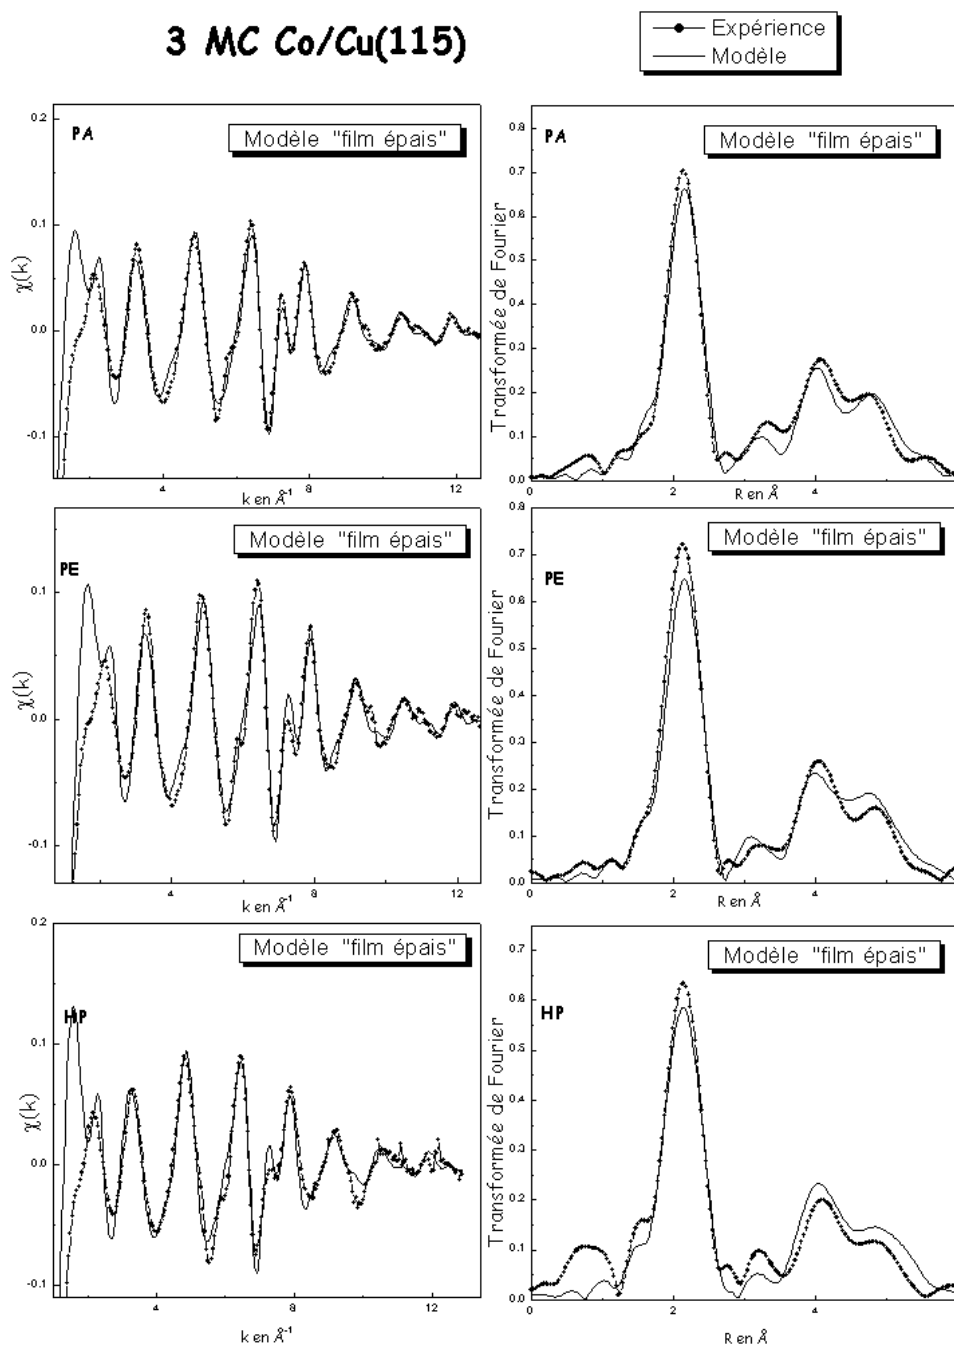 3 MC Co/Cu(115)
Expérience
Modèle
PA
Modèle "film épais"
χ(k)
0.2
0.1
0.0
-0.1
4
8
12
k en Å⁻¹
PA
Modèle "film épais"
Transformée de Fourier
0.8
0.7
0.6
0.5
0.4
0.3
0.2
0.1
0.0
0
2
4
R en Å
PE
Modèle "film épais"
χ(k)
0.1
0.0
-0.1
4
8
12
k en Å⁻¹
PE
Modèle "film épais"
Transformée de Fourier
0.8
0.7
0.6
0.5
0.4
0.3
0.2
0.1
0.0
0
2
4
R en Å
HP
Modèle "film épais"
χ(k)
0.2
0.1
0.0
-0.1
4
8
12
k en Å⁻¹
HP
Modèle "film épais"
Transformée de Fourier
0.7
0.6
0.5
0.4
0.3
0.2
0.1
0.0
0
2
4
R en Å